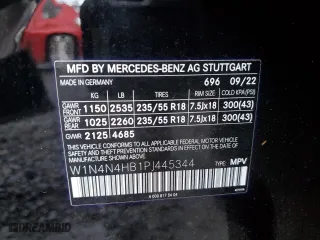 MFD BY MERCEDES-BENZ AG STUTTGART
MADE IN GERMANY 696 09/22
KG LB TIRES RIM SIZE COLD KPA(PSI)
GAWR FRONT 1150 2535 235/55 R18 7.5Jx18 300(43)
GAWR REAR 1025 2260 235/55 R18 7.5Jx18 300(43)
GVWR 2125 4685
THIS VEHICLE CONFORMS TO ALL APPLICABLE FEDERAL MOTOR VEHICLE SAFETY, BUMPER, AND THEFT PREVENTION STANDARDS IN EFFECT ON THE DATE OF MANUFACTURE SHOWN ABOVE.
W1N4N4HB1PJ445344 TYPE: MPV